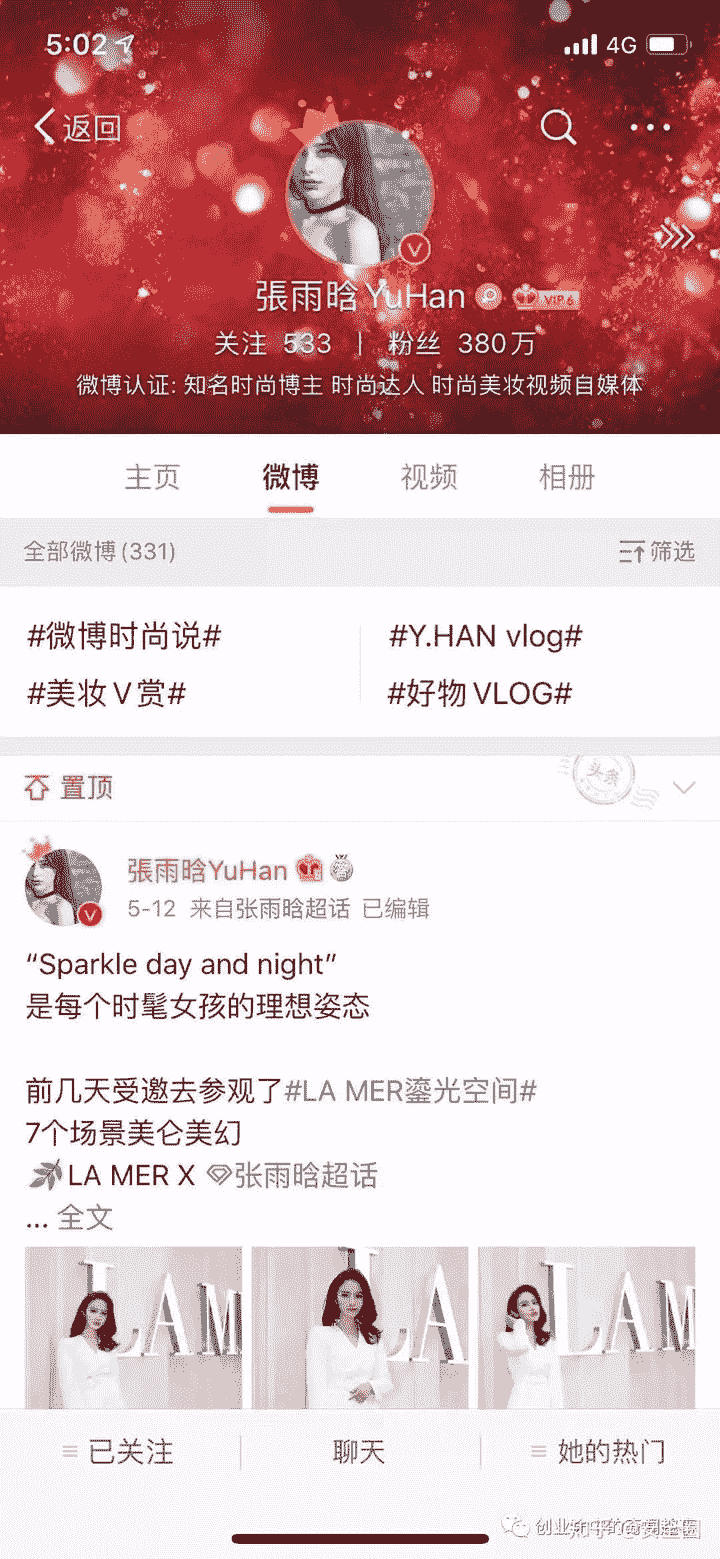 5:02 4G
返回
V
張雨晗YuHan VIP 6
关注 533 | 粉丝 380万
微博认证: 知名时尚博主 时尚达人 时尚美妆视频自媒体
主页 微博 视频 相册
全部微博(331) 筛选
#微博时尚说# #Y.HAN vlog#
#美妆V赏# #好物VLOG#
置顶 头条
張雨晗YuHan
V
5-12 来自张雨晗超话 已编辑
“Sparkle day and night”
是每个时髦女孩的理想姿态
前几天受邀去参观了#LA MER鎏光空间#
7个场景美仑美幻
LA MER X 张雨晗超话
... 全文
LAM LA LAM
已关注 聊天 她的热门